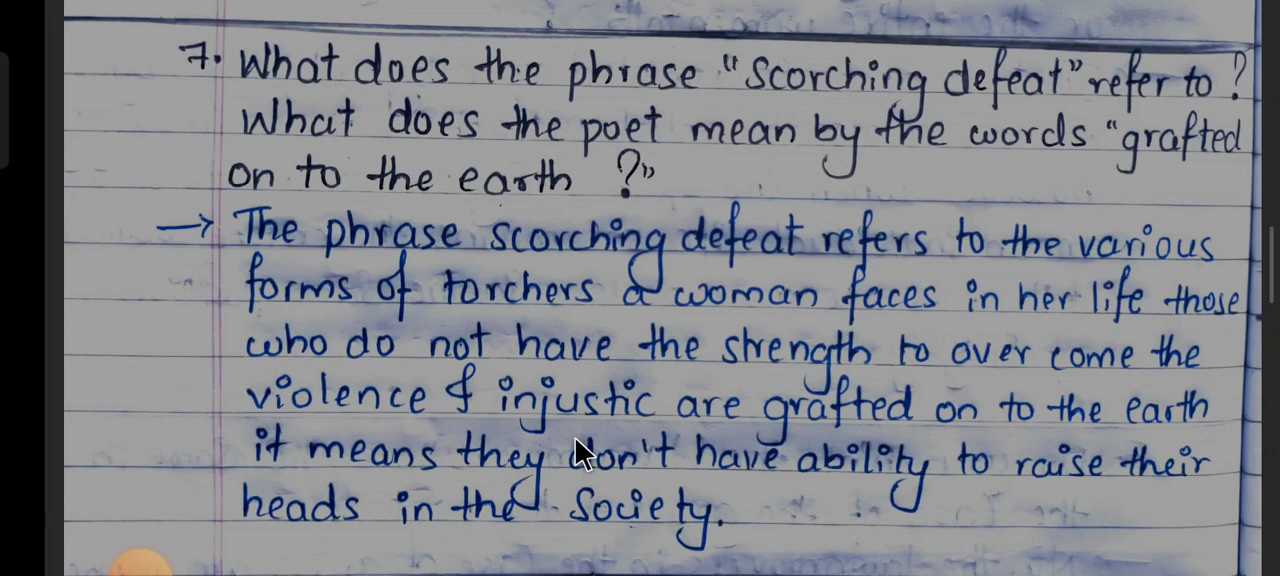 7. What does the phrase "Scorching defeat" refer to?
What does the poet mean by the words "grafted
on to the earth ?"
→ The phrase scorching defeat refers to the various
forms of torchers a woman faces in her life those
who do not have the strength to over come the
violence & injustic are grafted on to the earth
it means they don't have ability to raise their
heads in the Society.